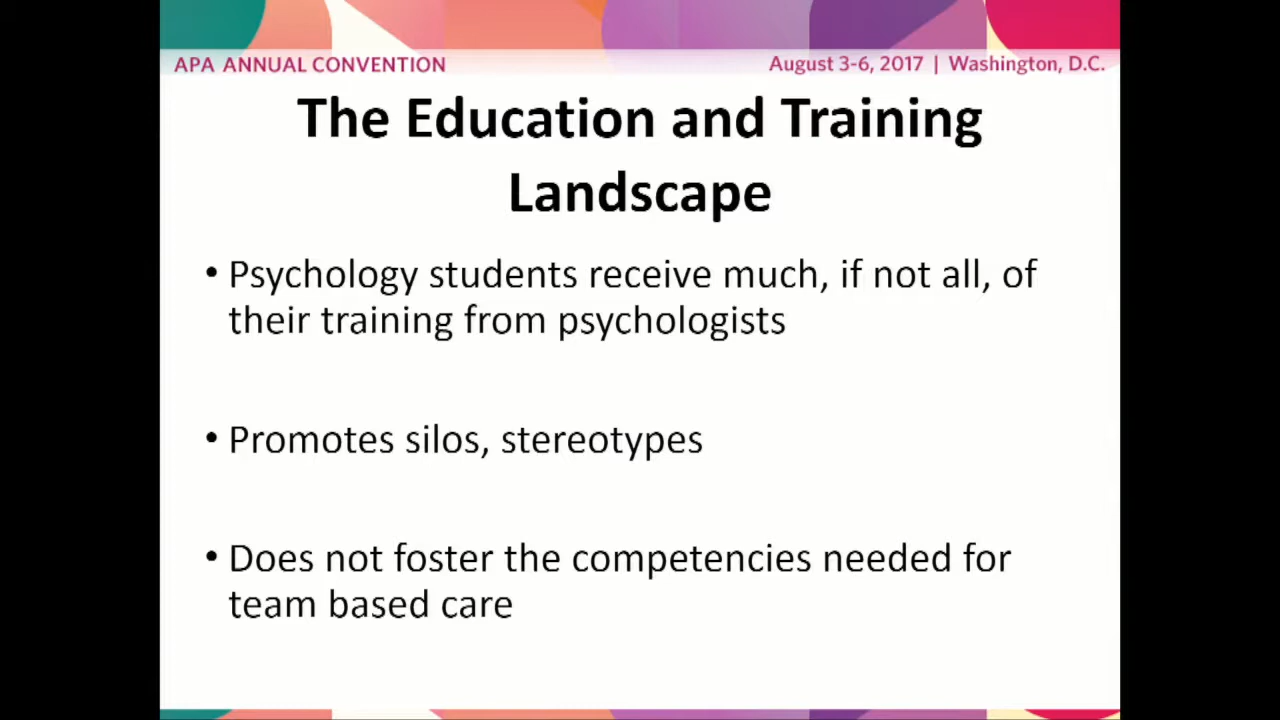 APA ANNUAL CONVENTION
August 3-6, 2017 | Washington, D.C.
The Education and Training
Landscape
• Psychology students receive much, if not all, of
their training from psychologists
• Promotes silos, stereotypes
• Does not foster the competencies needed for
team based care